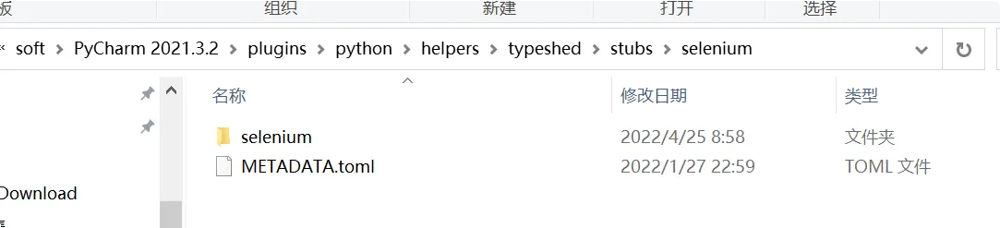 板 组织 新建 打开 选择
« soft > PyCharm 2021.3.2 > plugins > python > helpers > typeshed > stubs > selenium
名称 修改日期 类型
selenium 2022/4/25 8:58 文件夹
METADATA.toml 2022/1/27 22:59 TOML 文件
Download